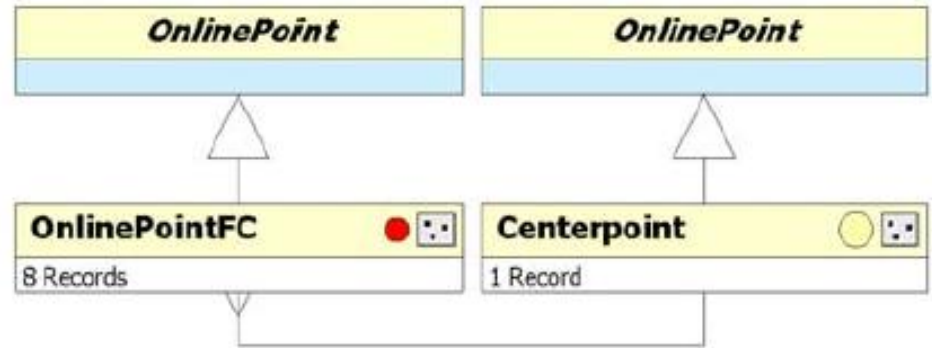 OnlinePoint
OnlinePoint
OnlinePointFC
Centerpoint
8 Records
1 Record